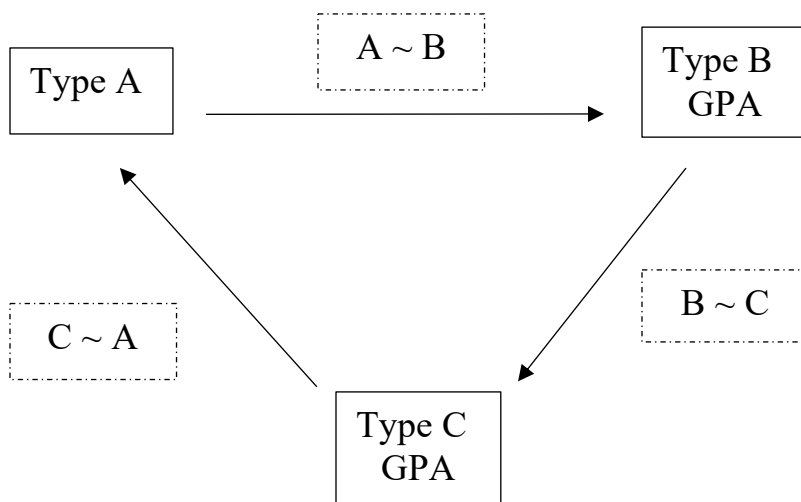 A ~ B
Type A
Type B
GPA
C ~ A
B ~ C
Type C
GPA